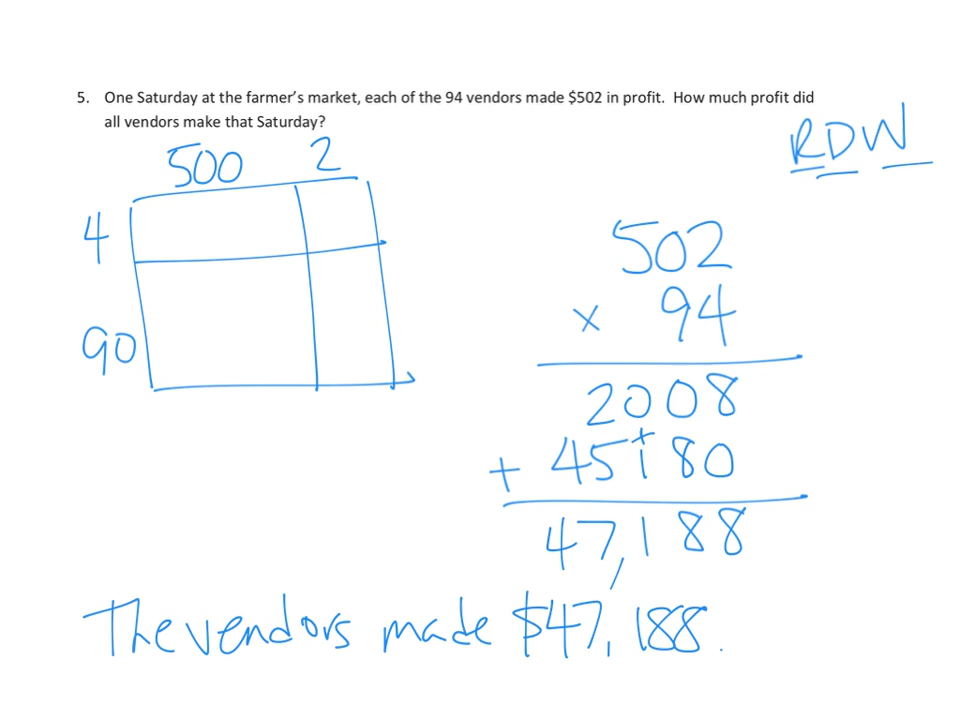 5. One Saturday at the farmer's market, each of the 94 vendors made $502 in profit. How much profit did
all vendors make that Saturday?
RDW
500 2
4
90
502
x 94
2008
+ 45180
47,188
The vendors made $47,188.